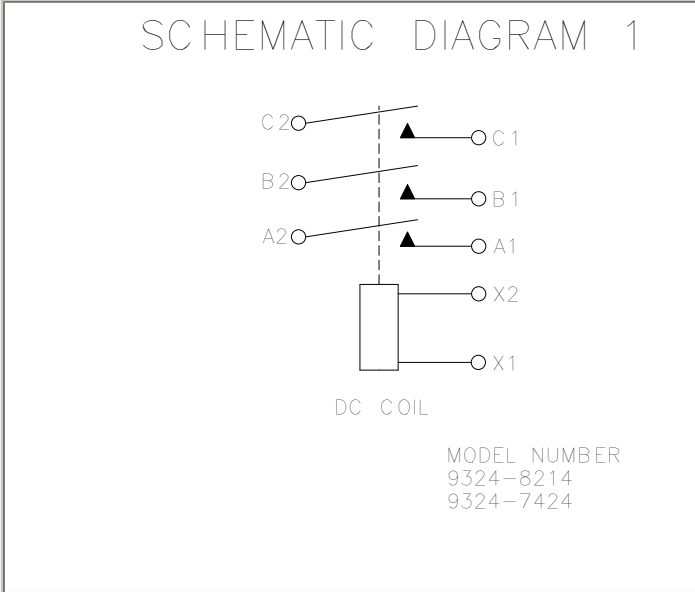 SCHEMATIC DIAGRAM 1
C2
C1
B2
B1
A2
A1
X2
X1
DC COIL
MODEL NUMBER
9324-8214
9324-7424